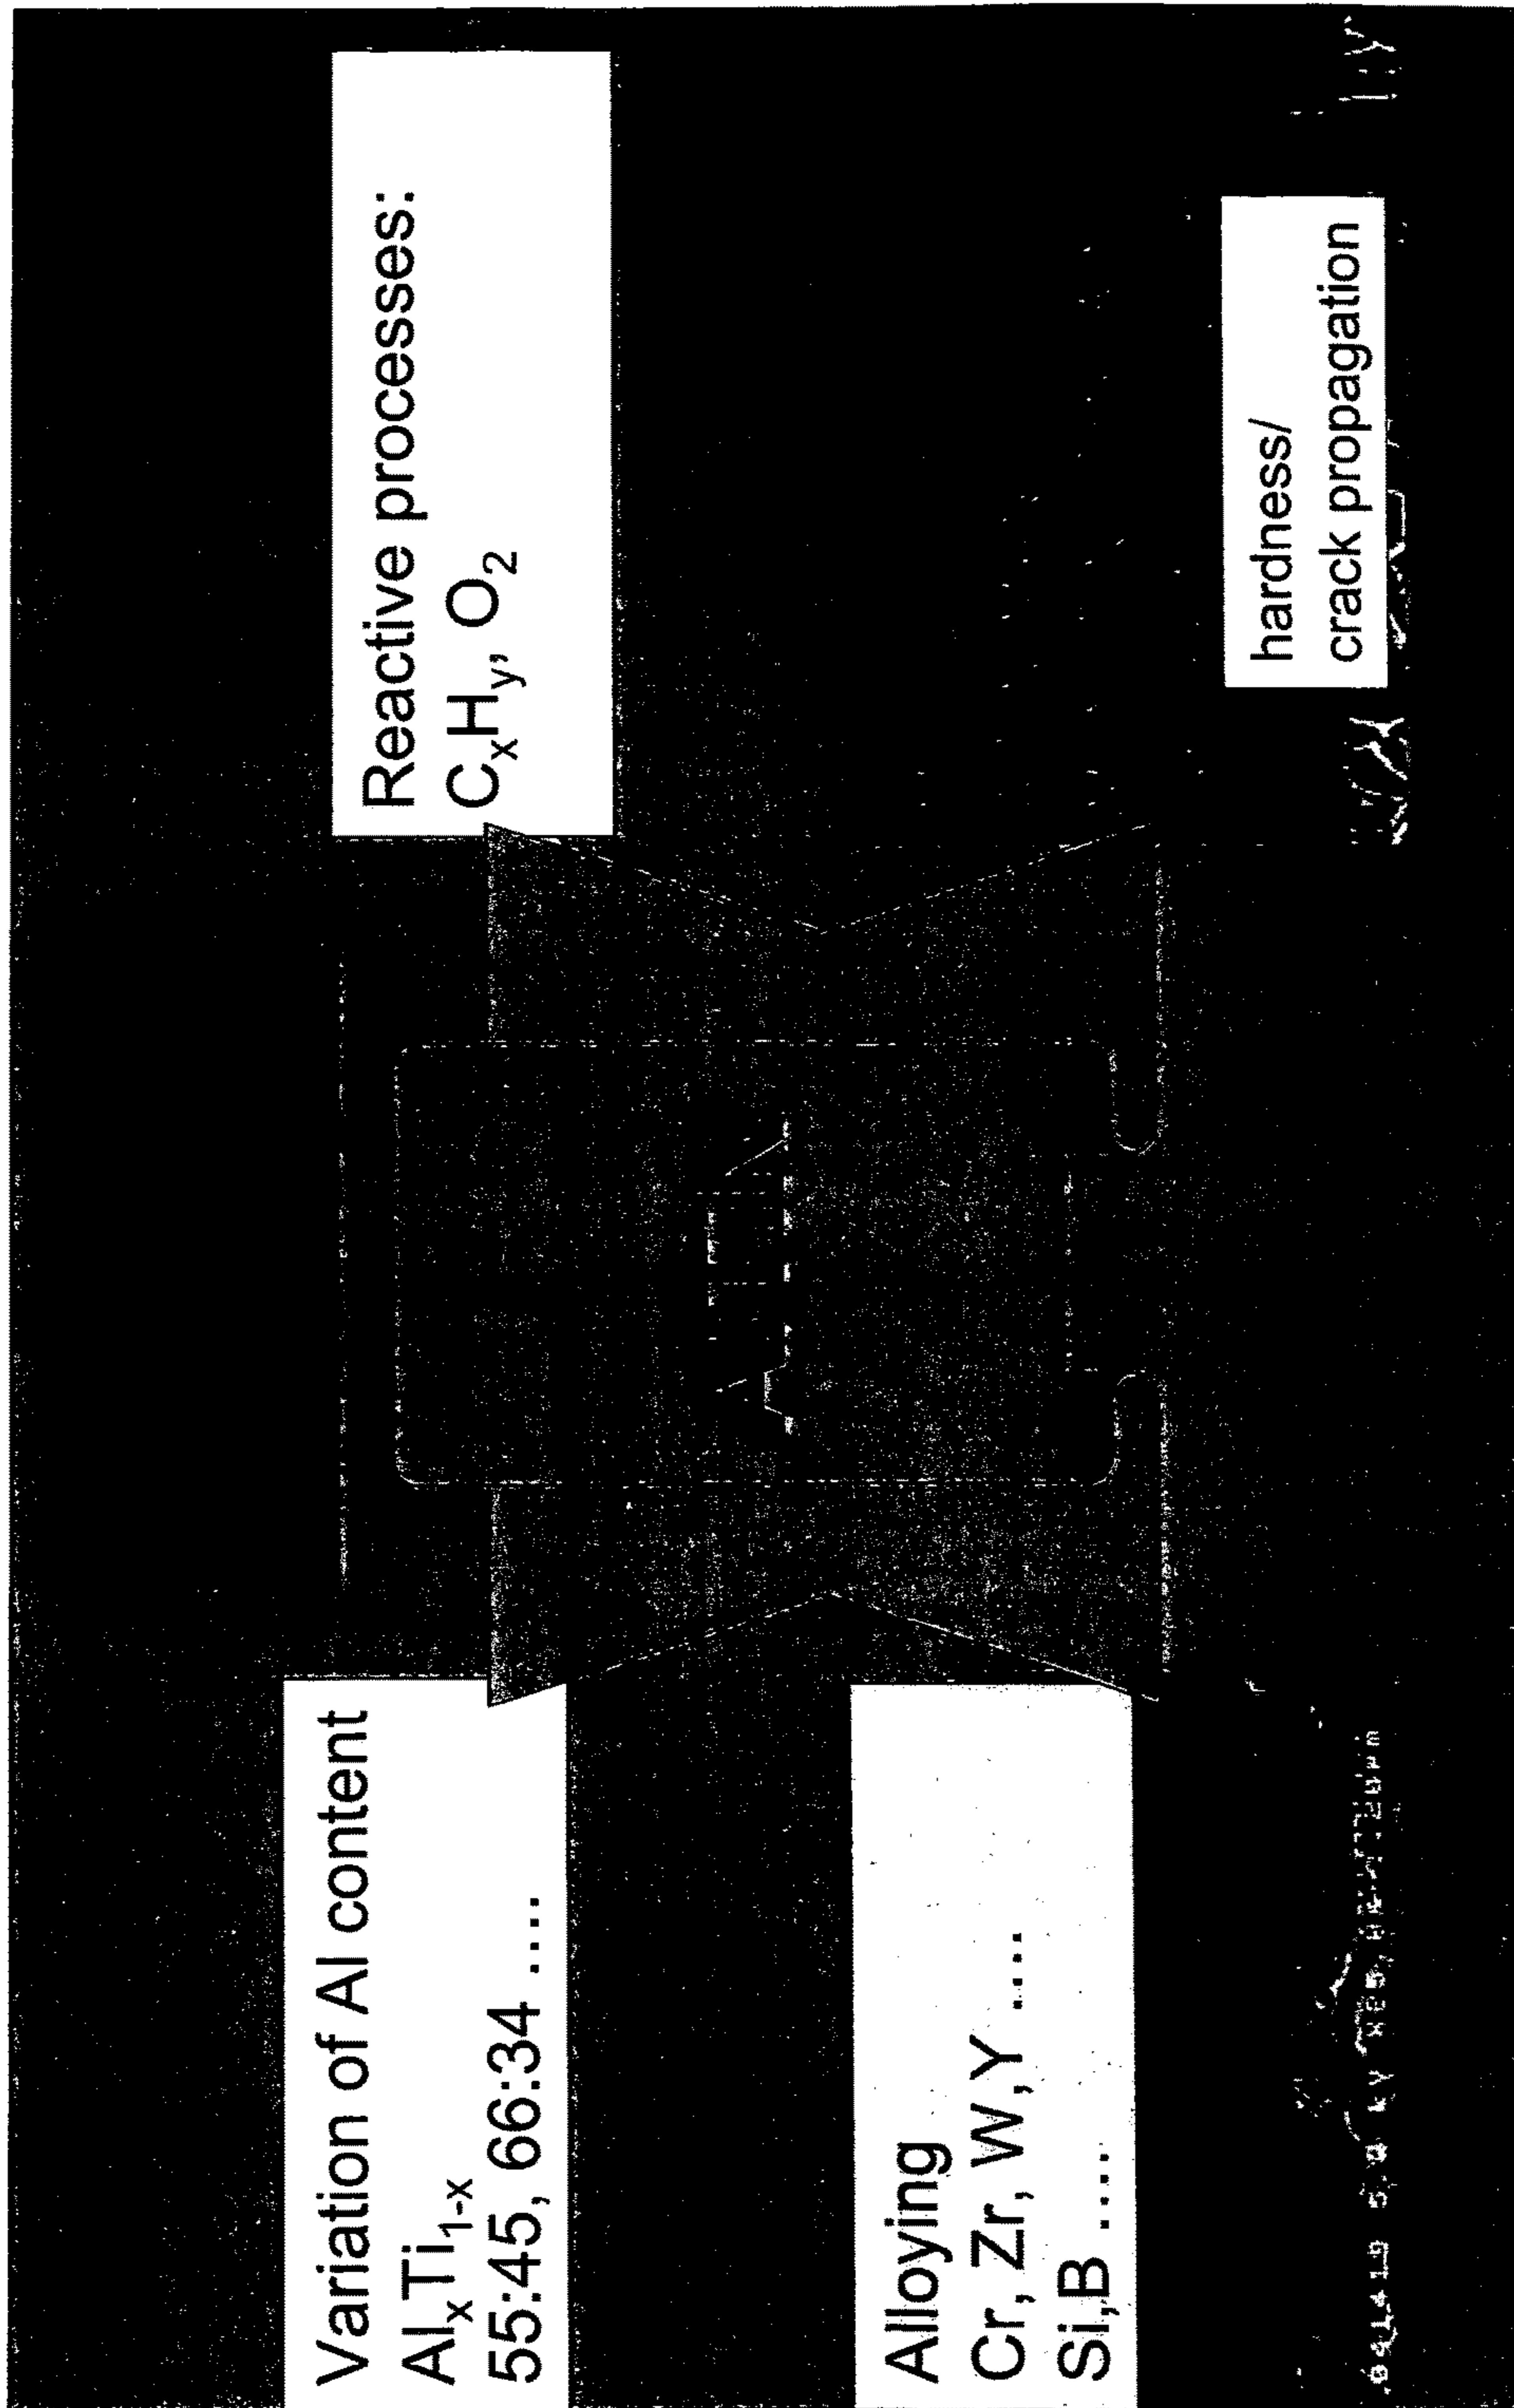 Variation of Al content
AlₓTi₁₋ₓ
55:45, 66:34 ....
Reactive processes:
CₓHᵧ, O₂
Alloying
Cr, Zr, W,Y ....
Si,B ....
hardness/
crack propagation